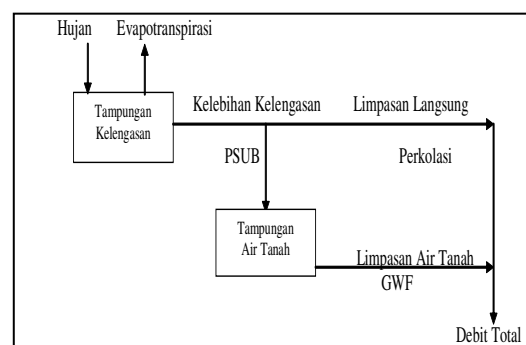 Hujan Evapotranspirasi
Tampungan
Kelengasan
Kelebihan Kelengasan Limpasan Langsung
PSUB Perkolasi
Tampungan
Air Tanah
Limpasan Air Tanah
GWF
Debit Total